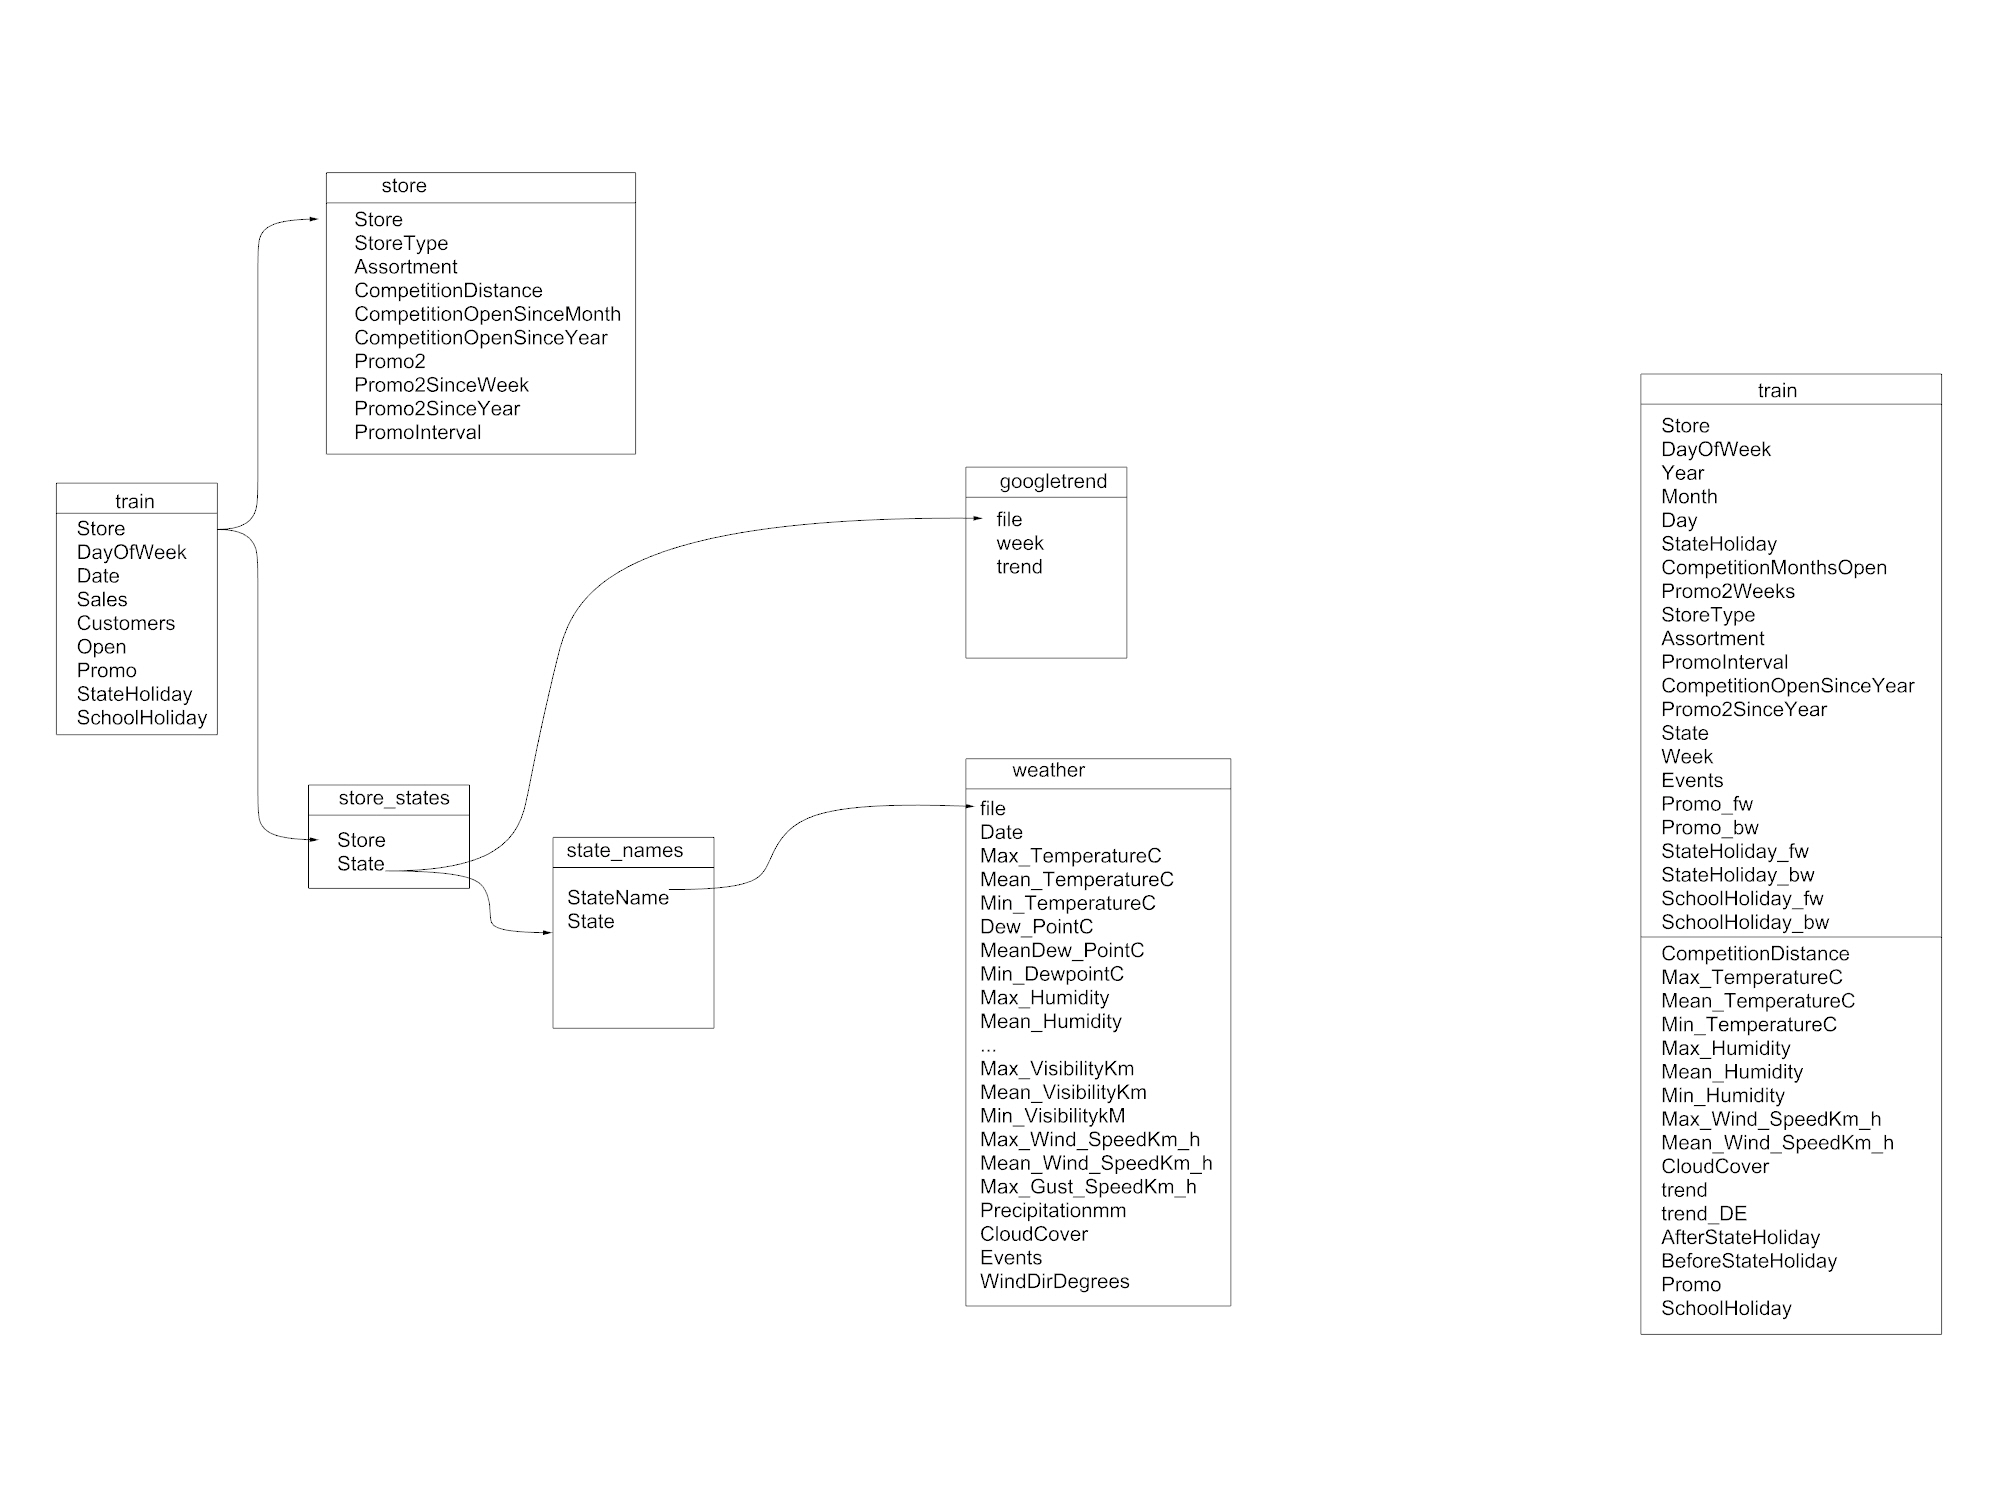 store
Store
StoreType
Assortment
CompetitionDistance
CompetitionOpenSinceMonth
CompetitionOpenSinceYear
Promo2
Promo2SinceWeek
Promo2SinceYear
PromoInterval
train
Store
DayOfWeek
Date
Sales
Customers
Open
Promo
StateHoliday
SchoolHoliday
store_states
Store
State
state_names
StateName
State
googletrend
file
week
trend
weather
file
Date
Max_TemperatureC
Mean_TemperatureC
Min_TemperatureC
Dew_PointC
MeanDew_PointC
Min_DewpointC
Max_Humidity
Mean_Humidity
...
Max_VisibilityKm
Mean_VisibilityKm
Min_VisibilitykM
Max_Wind_SpeedKm_h
Mean_Wind_SpeedKm_h
Max_Gust_SpeedKm_h
Precipitationmm
CloudCover
Events
WindDirDegrees
train
Store
DayOfWeek
Year
Month
Day
StateHoliday
CompetitionMonthsOpen
Promo2Weeks
StoreType
Assortment
PromoInterval
CompetitionOpenSinceYear
Promo2SinceYear
State
Week
Events
Promo_fw
Promo_bw
StateHoliday_fw
StateHoliday_bw
SchoolHoliday_fw
SchoolHoliday_bw
CompetitionDistance
Max_TemperatureC
Mean_TemperatureC
Min_TemperatureC
Max_Humidity
Mean_Humidity
Min_Humidity
Max_Wind_SpeedKm_h
Mean_Wind_SpeedKm_h
CloudCover
trend
trend_DE
AfterStateHoliday
BeforeStateHoliday
Promo
SchoolHoliday